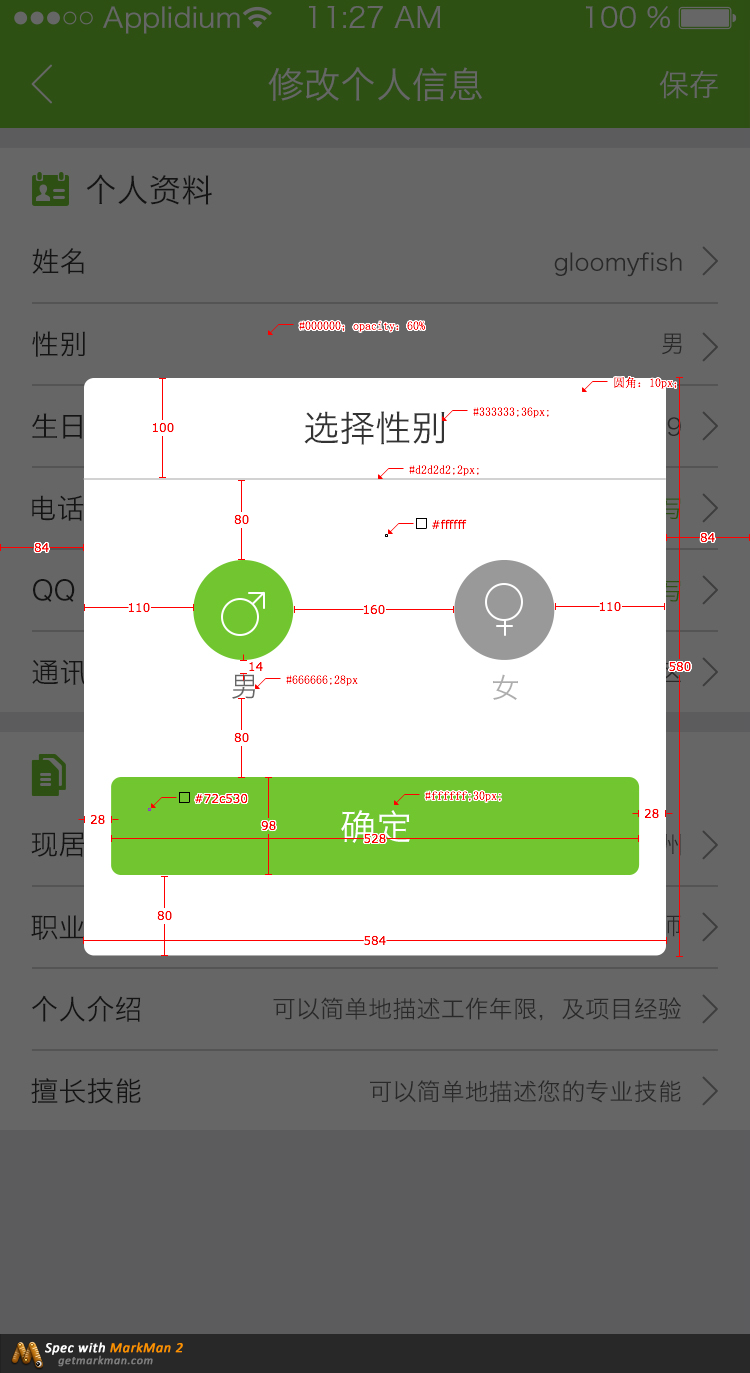 Applidium 11:27 AM 100 %
修改个人信息 保存
个人资料
姓名 gloomyfish
#000000; opacity: 60%
性别 男
圆角: 10px;
100
选择性别
#333333;36px;
生日 9
#d2d2d2;2px;
电话
80
#ffffff
84 84
QQ
110 160 110
14
580
通讯
#666666;28px
男 女
80
#72c530
#ffffff;30px;
28 98 确定 28
528
现居 州
80
职业 师
584
个人介绍 可以简单地描述工作年限，及项目经验
擅长技能 可以简单地描述您的专业技能
Spec with MarkMan 2
getmarkman.com